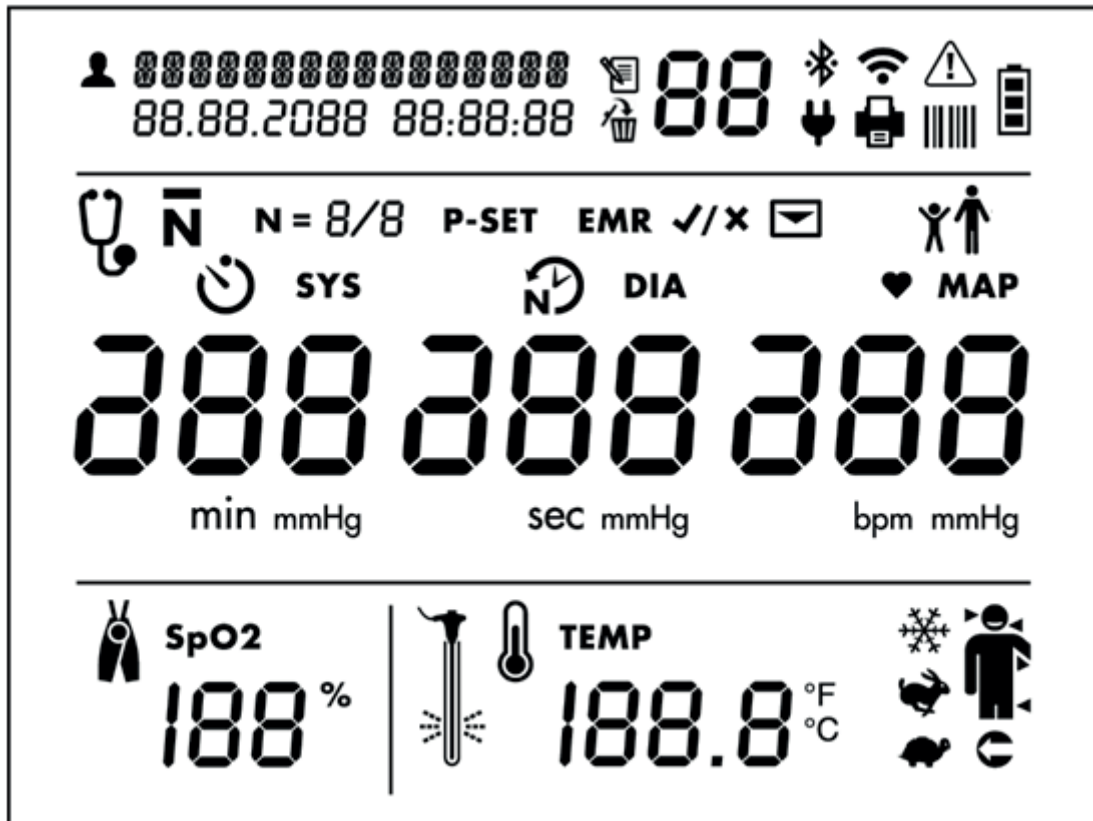 88
88.88.2088 88:88:88
N
N = 8/8 P-SET EMR ✓/×
SYS DIA MAP
N
288 288 288
min mmHg sec mmHg bpm mmHg
SpO2 TEMP
188 % 188.8 °F
°C